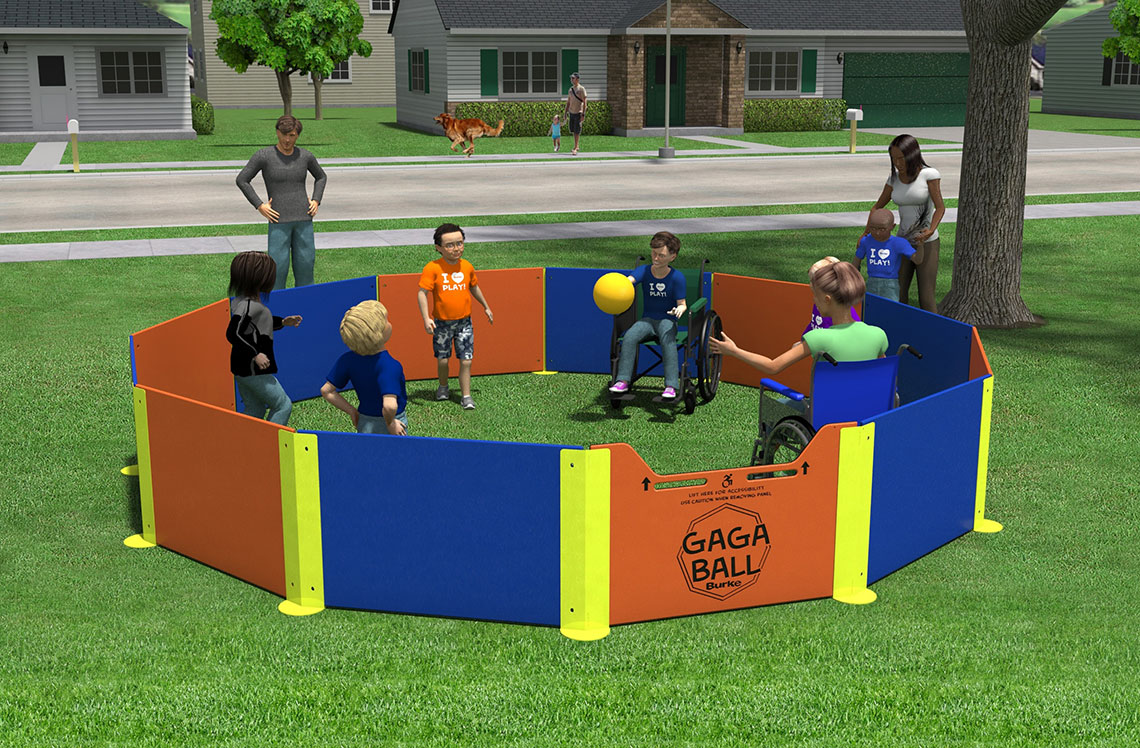 I ♥
PLAY!
I ♥
PLAY!
I ♥
PLAY!
I ♥
LIFT HERE FOR ACCESSIBILITY
USE CAUTION WHEN REMOVING PANEL
GAGA
BALL
Burke